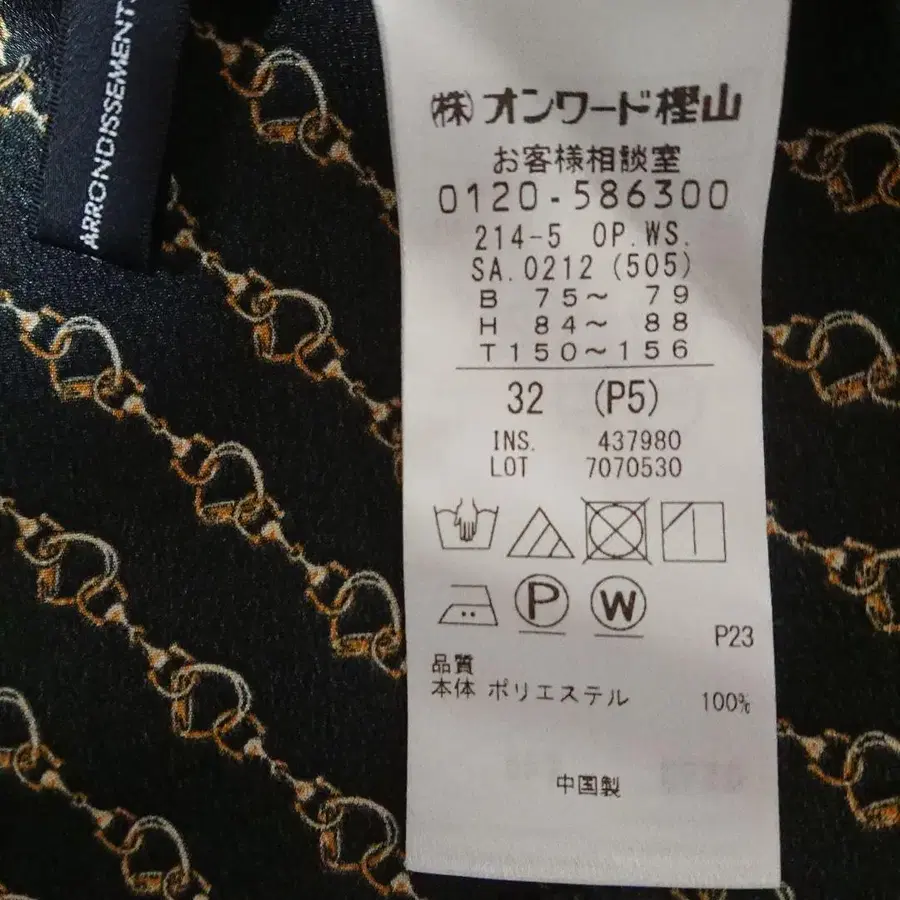 ARRONDISSEMENTS
㈱オンワード樫山
お客様相談室
0120-586300
214-5 OP.WS.
SA.0212 (505)
B 75～ 79
H 84～ 88
T150～156
32 (P5)
INS. 437980
LOT 7070530
P
W
P23
品質
本体 ポリエステル 100%
中国製